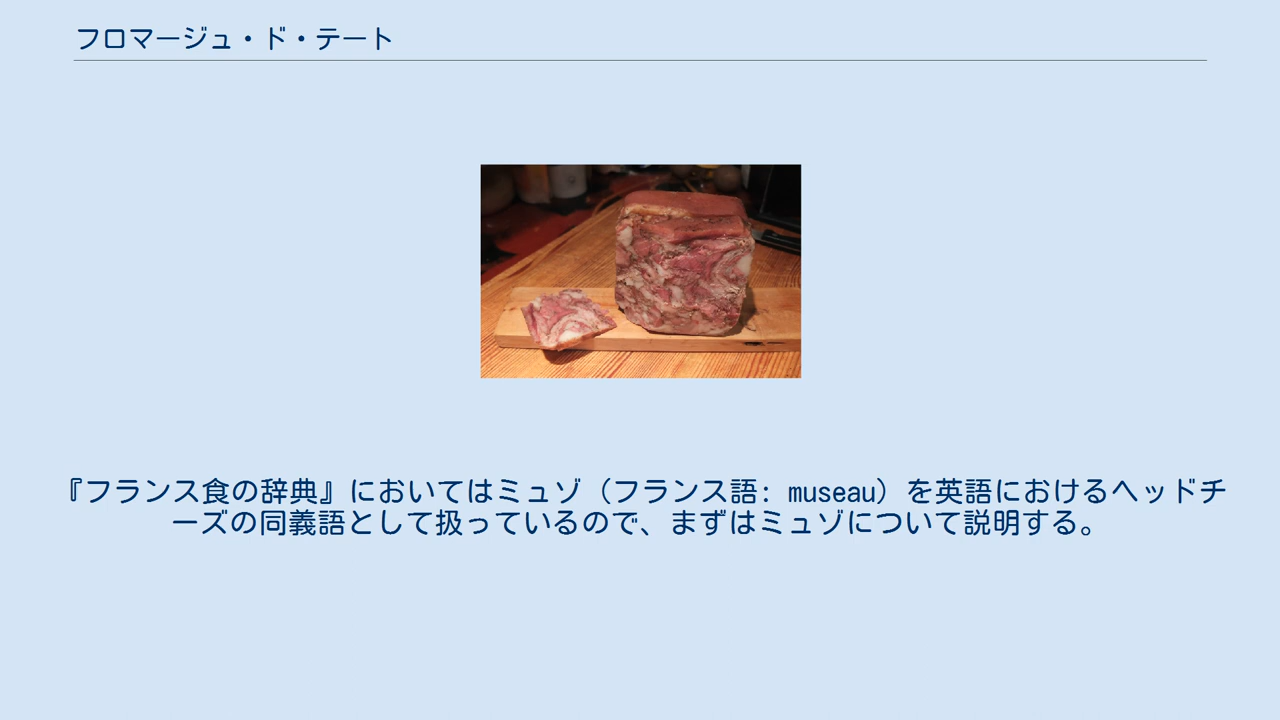 フロマージュ・ド・テート
『フランス食の辞典』においてはミュゾ（フランス語: museau）を英語におけるヘッドチ
ーズの同義語として扱っているので、まずはミュゾについて説明する。